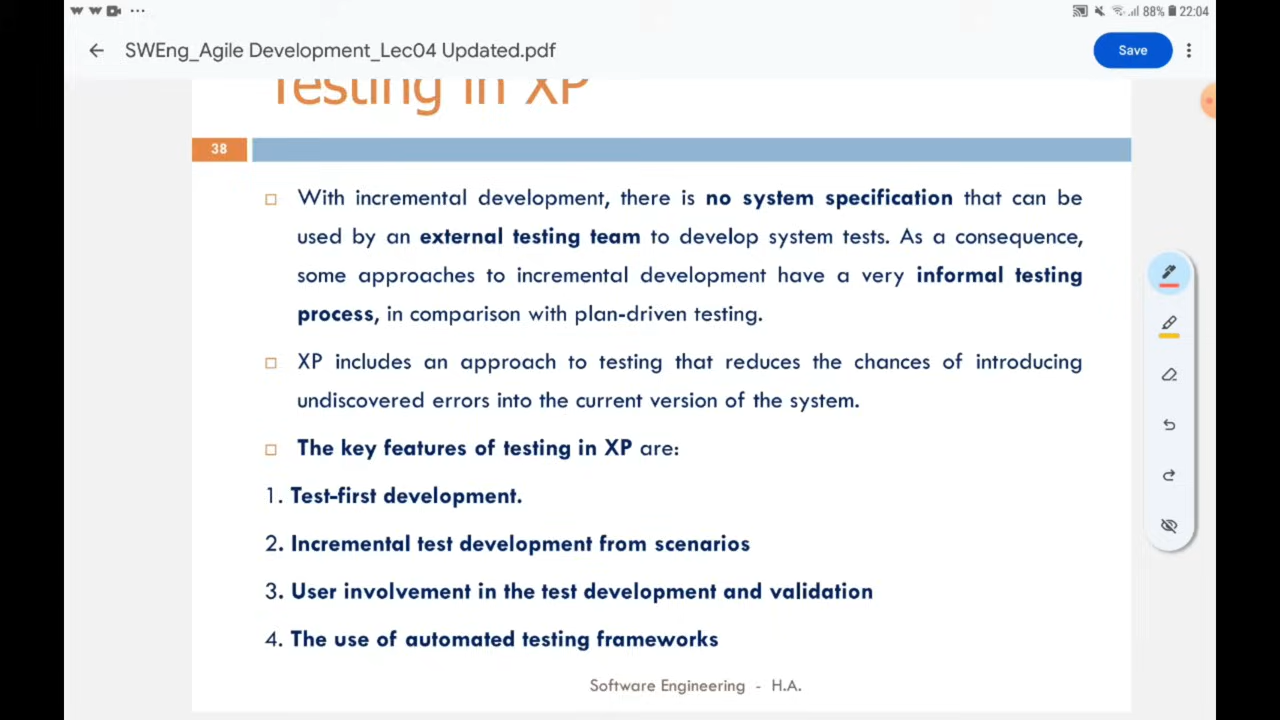 88% 22:04
SWEng_Agile Development_Lec04 Updated.pdf
Save
Testing in XP
38
With incremental development, there is no system specification that can be
used by an external testing team to develop system tests. As a consequence,
some approaches to incremental development have a very informal testing
process, in comparison with plan-driven testing.
XP includes an approach to testing that reduces the chances of introducing
undiscovered errors into the current version of the system.
The key features of testing in XP are:
1. Test-first development.
2. Incremental test development from scenarios
3. User involvement in the test development and validation
4. The use of automated testing frameworks
Software Engineering - H.A.